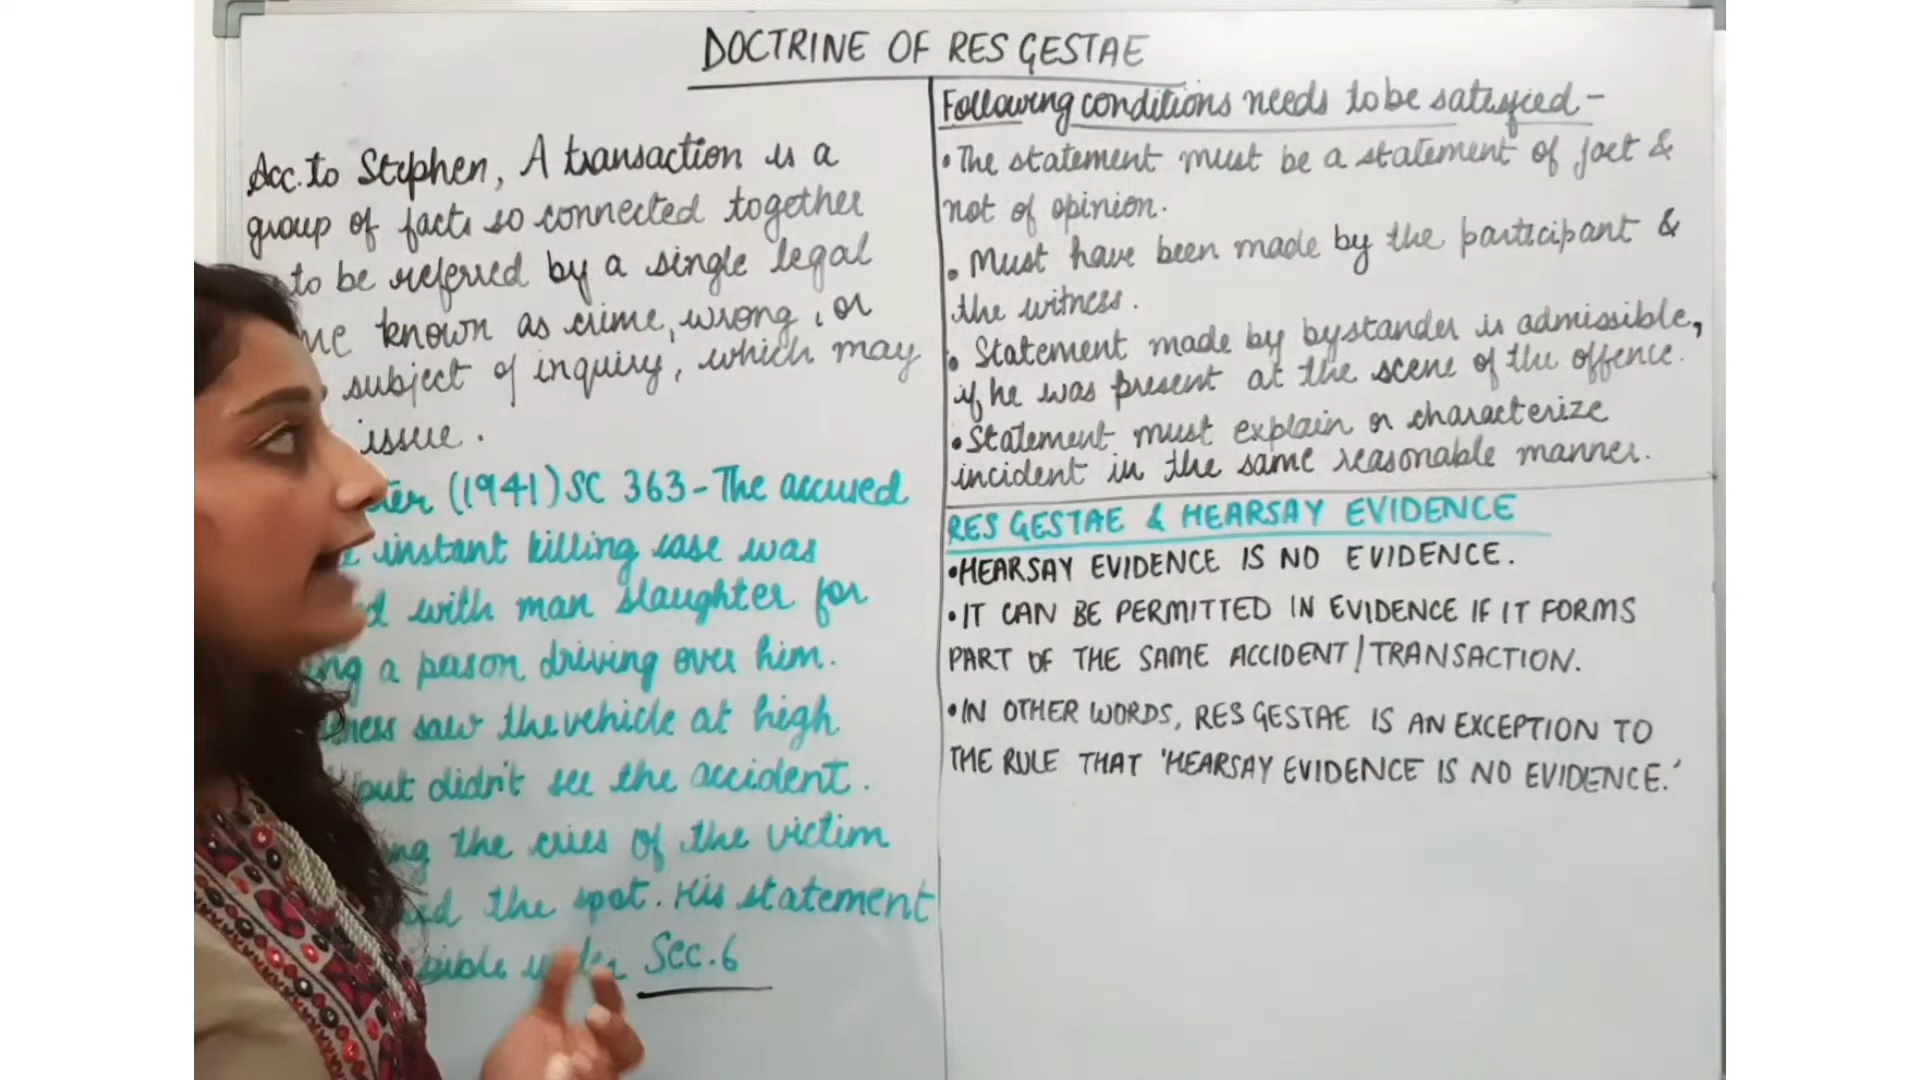 DOCTRINE OF RES GESTAE
Acc. to Stephen, A transaction is a
group of facts so connected together
to be referred by a single legal
known as crime, wrong, or
subject of inquiry, which may
issue.
(1941) SC 363 - The accused
instant killing case was
with man slaughter for
a person driving over him.
saw the vehicle at high
but didn't see the accident.
the cries of the victim
the spot. His statement
under Sec. 6
Following conditions needs to be satisfied -
• The statement must be a statement of fact &
not of opinion.
• Must have been made by the participant &
the witness.
• Statement made by bystander is admissible,
if he was present at the scene of the offence.
• Statement must explain or characterize
incident in the same reasonable manner.
RES GESTAE & HEARSAY EVIDENCE
• HEARSAY EVIDENCE IS NO EVIDENCE.
• IT CAN BE PERMITTED IN EVIDENCE IF IT FORMS
PART OF THE SAME ACCIDENT/TRANSACTION.
• IN OTHER WORDS, RES GESTAE IS AN EXCEPTION TO
THE RULE THAT 'HEARSAY EVIDENCE IS NO EVIDENCE.'